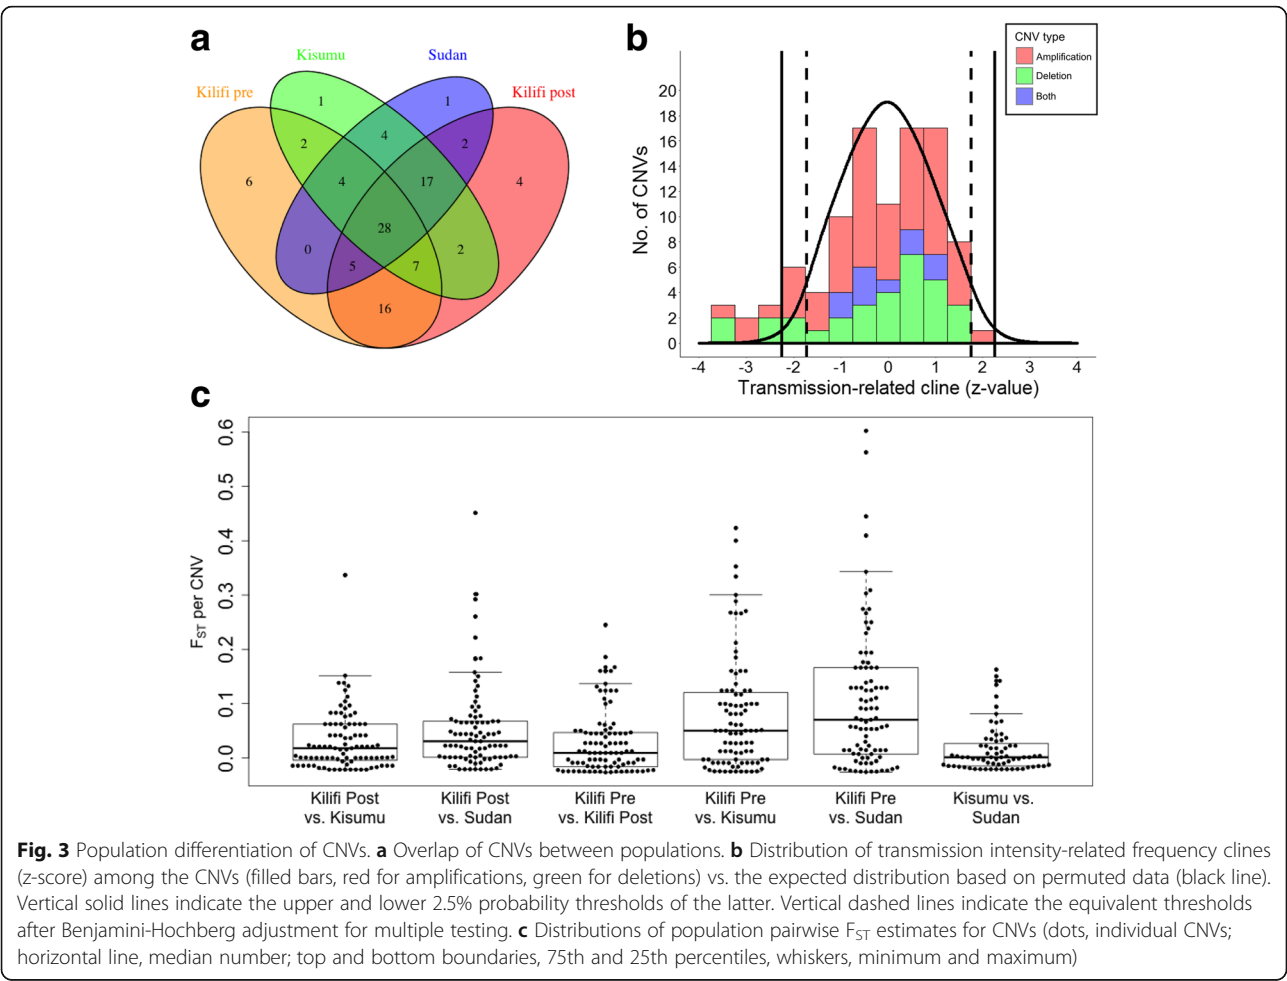 a
Kisumu
Sudan
Kilifi pre
Kilifi post
1
1
2
4
2
6
4
17
4
28
0
5
7
2
16
b
CNV type
Amplification
Deletion
Both
No. of CNVs
20
18
16
14
12
10
8
6
4
2
0
-4 -3 -2 -1 0 1 2 3 4
Transmission-related cline (z-value)
c
FST per CNV
0.6
0.5
0.4
0.3
0.2
0.1
0.0
Kilifi Post
vs. Kisumu
Kilifi Post
vs. Sudan
Kilifi Pre
vs. Kilifi Post
Kilifi Pre
vs. Kisumu
Kilifi Pre
vs. Sudan
Kisumu vs.
Sudan
Fig. 3 Population differentiation of CNVs. a Overlap of CNVs between populations. b Distribution of transmission intensity-related frequency clines
(z-score) among the CNVs (filled bars, red for amplifications, green for deletions) vs. the expected distribution based on permuted data (black line).
Vertical solid lines indicate the upper and lower 2.5% probability thresholds of the latter. Vertical dashed lines indicate the equivalent thresholds
after Benjamini-Hochberg adjustment for multiple testing. c Distributions of population pairwise FST estimates for CNVs (dots, individual CNVs;
horizontal line, median number; top and bottom boundaries, 75th and 25th percentiles, whiskers, minimum and maximum)